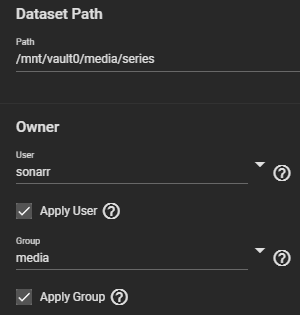 Dataset Path
Path
/mnt/vault0/media/series
Owner
User
sonarr
Apply User
Group
media
Apply Group